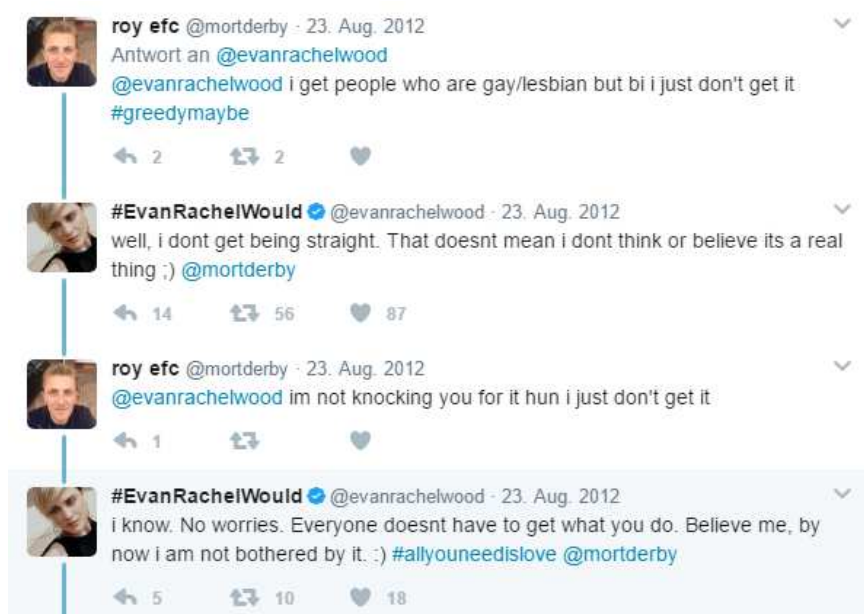 roy efc @mortderby · 23. Aug. 2012
Antwort an @evanrachelwood
@evanrachelwood i get people who are gay/lesbian but bi i just don't get it
#greedymaybe
2 2
#EvanRachelWould @evanrachelwood · 23. Aug. 2012
well, i dont get being straight. That doesnt mean i dont think or believe its a real
thing ;) @mortderby
14 56 87
roy efc @mortderby · 23. Aug. 2012
@evanrachelwood im not knocking you for it hun i just don't get it
1
#EvanRachelWould @evanrachelwood · 23. Aug. 2012
i know. No worries. Everyone doesnt have to get what you do. Believe me, by
now i am not bothered by it. :) #allyouneedislove @mortderby
5 10 18